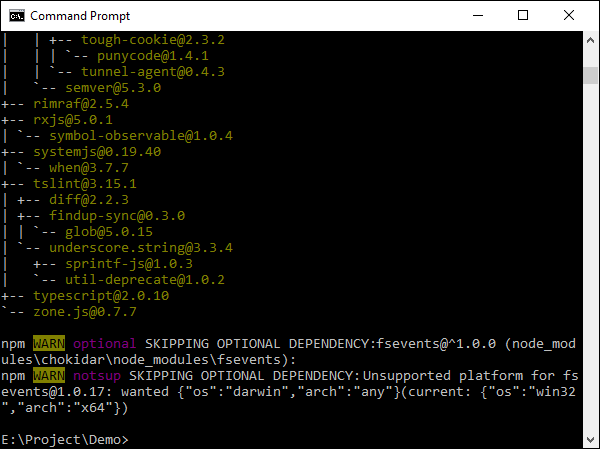 Command Prompt
|   | +-- tough-cookie@2.3.2
|   | | `-- punycode@1.4.1
|   | `-- tunnel-agent@0.4.3
|   `-- semver@5.3.0
+-- rimraf@2.5.4
+-- rxjs@5.0.1
| `-- symbol-observable@1.0.4
+-- systemjs@0.19.40
| `-- when@3.7.7
+-- tslint@3.15.1
| +-- diff@2.2.3
| +-- findup-sync@0.3.0
| | `-- glob@5.0.15
| `-- underscore.string@3.3.4
|   +-- sprintf-js@1.0.3
|   `-- util-deprecate@1.0.2
+-- typescript@2.0.10
`-- zone.js@0.7.7
npm WARN optional SKIPPING OPTIONAL DEPENDENCY:fsevents@^1.0.0 (node_mod
ules\chokidar\node_modules\fsevents):
npm WARN notsup SKIPPING OPTIONAL DEPENDENCY:Unsupported platform for fs
events@1.0.17: wanted {"os":"darwin","arch":"any"}(current: {"os":"win32
","arch":"x64"})
E:\Project\Demo>